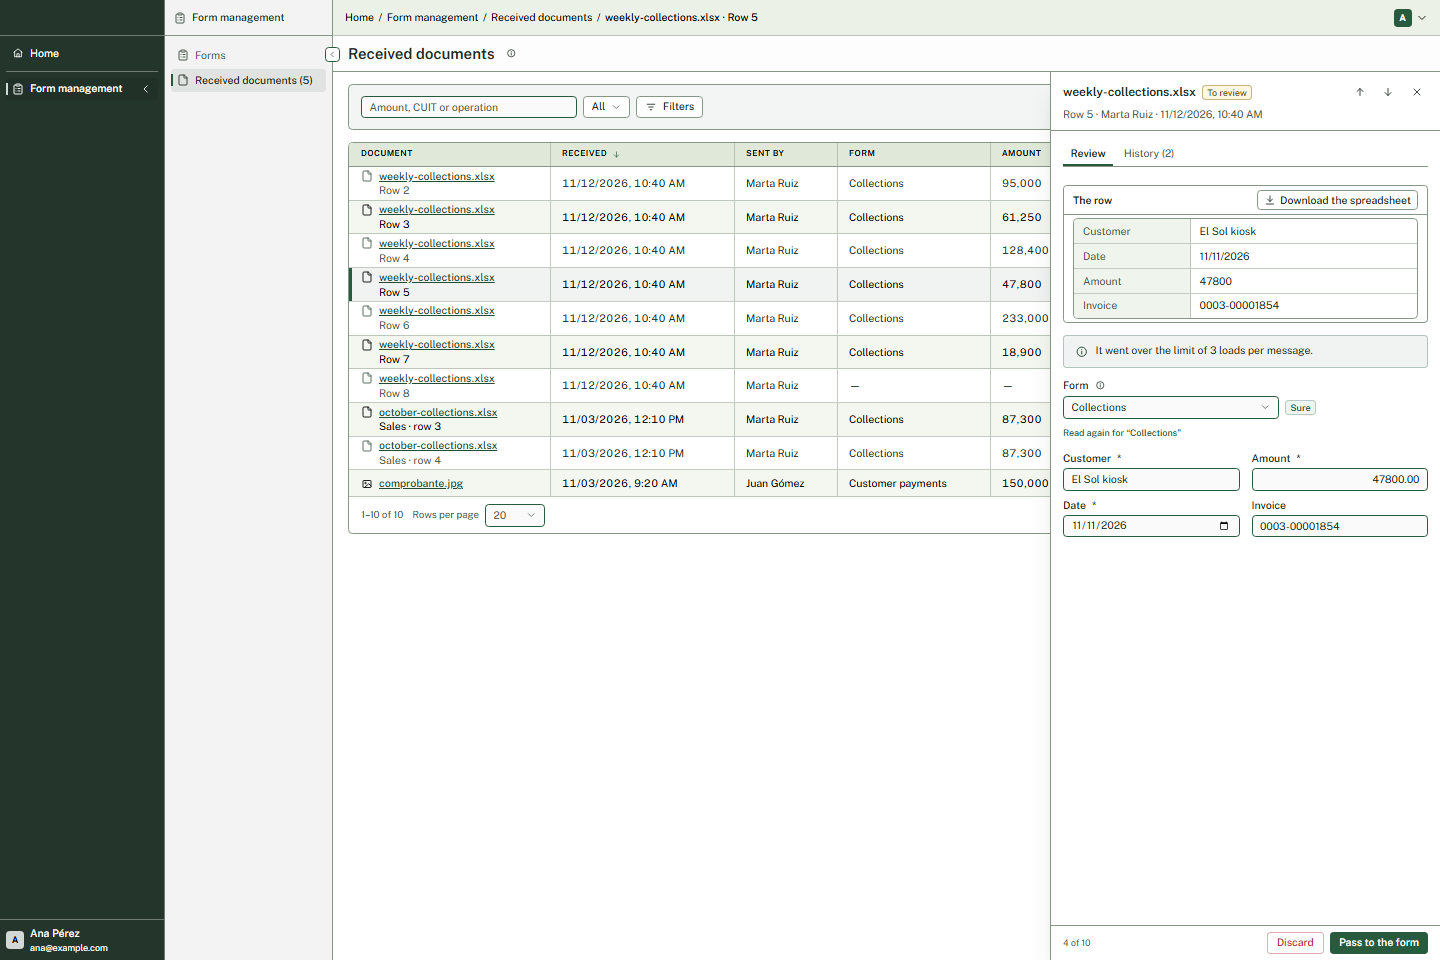 Home
Form management
Ana Pérez
ana@example.com
A
Form management
Forms
Received documents (5)
Home / Form management / Received documents / weekly-collections.xlsx · Row 5
A
Received documents
Amount, CUIT or operation
All
Filters
DOCUMENT RECEIVED SENT BY FORM AMOUNT
weekly-collections.xlsx
Row 2
11/12/2026, 10:40 AM Marta Ruiz Collections 95,000
weekly-collections.xlsx
Row 3
11/12/2026, 10:40 AM Marta Ruiz Collections 61,250
weekly-collections.xlsx
Row 4
11/12/2026, 10:40 AM Marta Ruiz Collections 128,400
weekly-collections.xlsx
Row 5
11/12/2026, 10:40 AM Marta Ruiz Collections 47,800
weekly-collections.xlsx
Row 6
11/12/2026, 10:40 AM Marta Ruiz Collections 233,000
weekly-collections.xlsx
Row 7
11/12/2026, 10:40 AM Marta Ruiz Collections 18,900
weekly-collections.xlsx
Row 8
11/12/2026, 10:40 AM Marta Ruiz — —
october-collections.xlsx
Sales · row 3
11/03/2026, 12:10 PM Marta Ruiz Collections 87,300
october-collections.xlsx
Sales · row 4
11/03/2026, 12:10 PM Marta Ruiz Collections 87,300
comprobante.jpg 11/03/2026, 9:20 AM Juan Gómez Customer payments 150,000
1–10 of 10 Rows per page 20
weekly-collections.xlsx To review
Row 5 · Marta Ruiz · 11/12/2026, 10:40 AM
Review History (2)
The row Download the spreadsheet
Customer El Sol kiosk
Date 11/11/2026
Amount 47800
Invoice 0003-00001854
It went over the limit of 3 loads per message.
Form
Collections Sure
Read again for “Collections”
Customer * Amount *
El Sol kiosk 47800.00
Date * Invoice
11/11/2026 0003-00001854
4 of 10 Discard Pass to the form